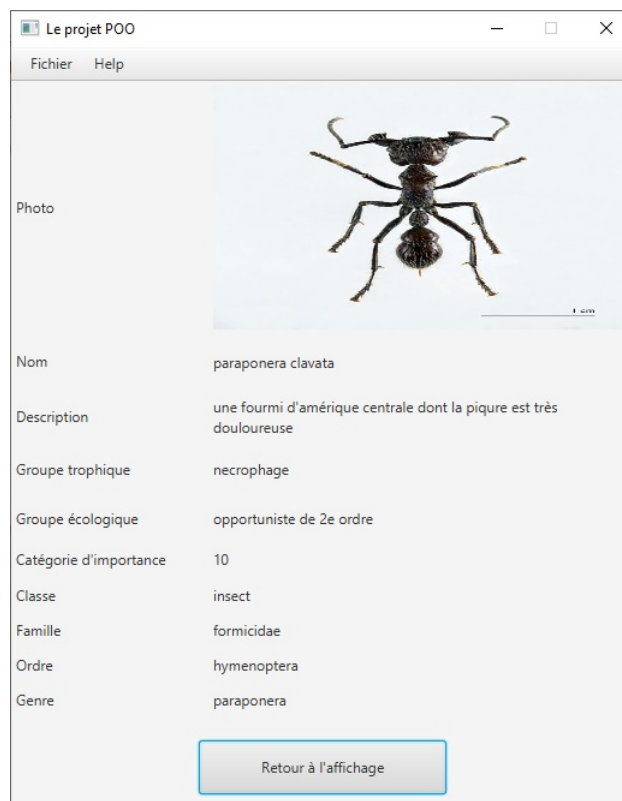 Le projet POO
Fichier Help
Photo
1 cm
Nom paraponera clavata
Description une fourmi d'amérique centrale dont la piqure est très
douloureuse
Groupe trophique necrophage
Groupe écologique opportuniste de 2e ordre
Catégorie d'importance 10
Classe insect
Famille formicidae
Ordre hymenoptera
Genre paraponera
Retour à l'affichage